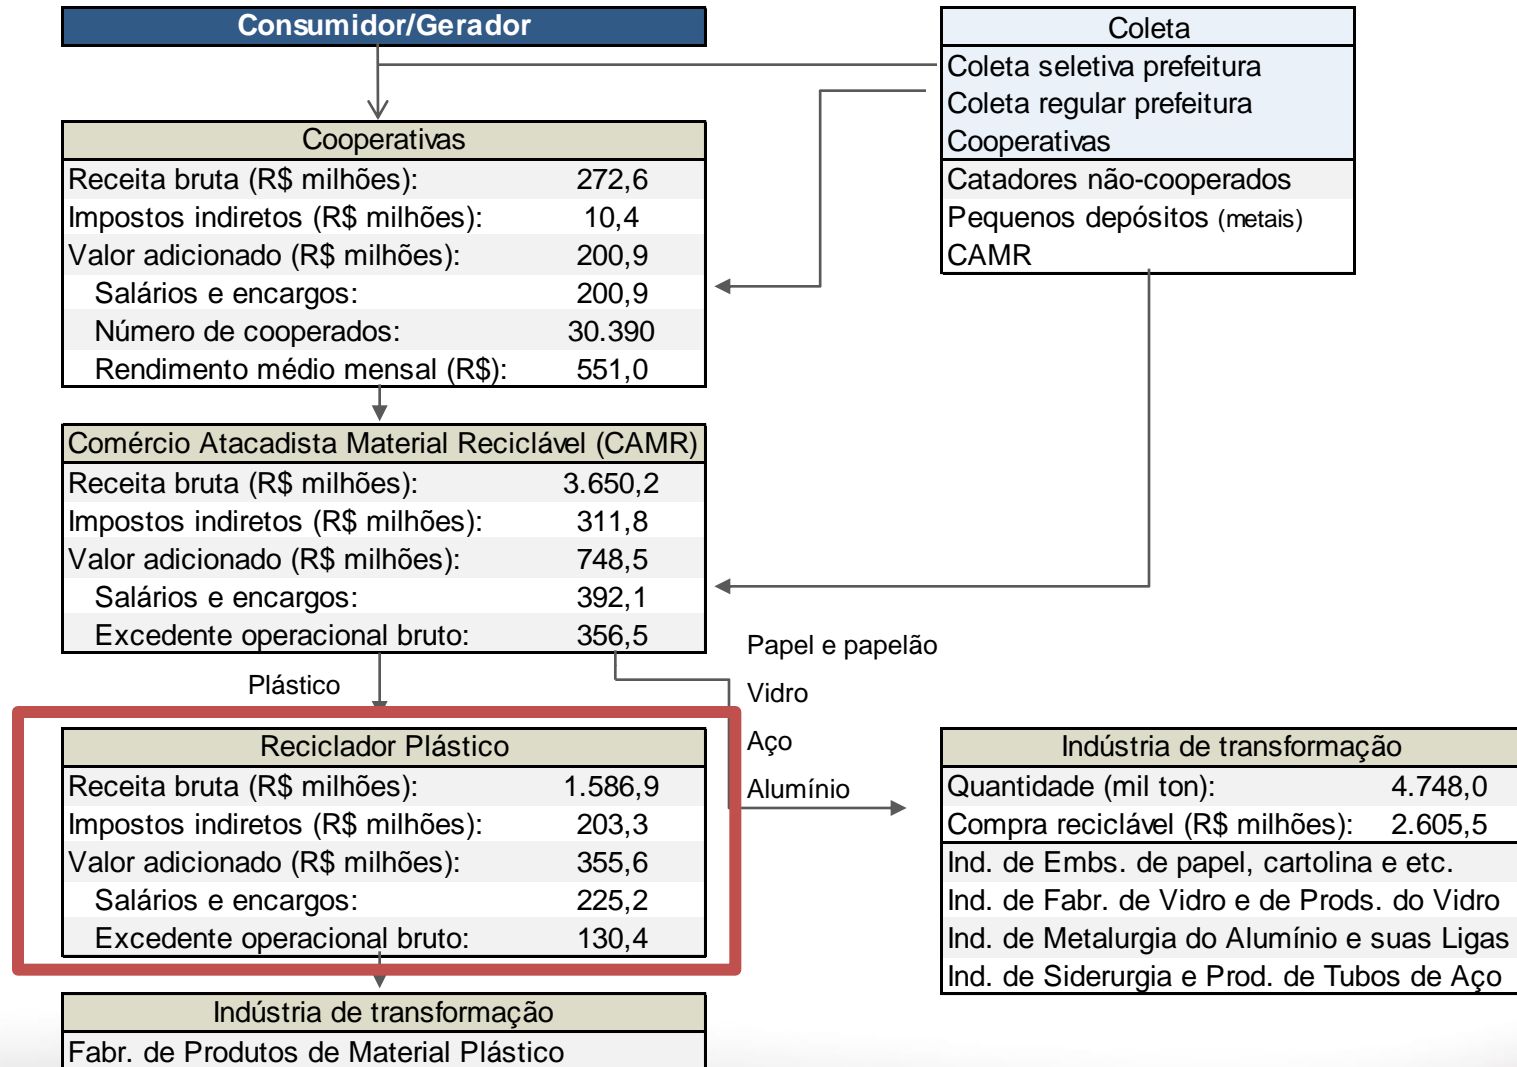 Consumidor/Gerador
Cooperativas
Receita bruta (R$ milhões): 272,6
Impostos indiretos (R$ milhões): 10,4
Valor adicionado (R$ milhões): 200,9
Salários e encargos: 200,9
Número de cooperados: 30.390
Rendimento médio mensal (R$): 551,0
Coleta
Coleta seletiva prefeitura
Coleta regular prefeitura
Cooperativas
Catadores não-cooperados
Pequenos depósitos (metais)
CAMR
Comércio Atacadista Material Reciclável (CAMR)
Receita bruta (R$ milhões): 3.650,2
Impostos indiretos (R$ milhões): 311,8
Valor adicionado (R$ milhões): 748,5
Salários e encargos: 392,1
Excedente operacional bruto: 356,5
Plástico
Papel e papelão
Vidro
Aço
Alumínio
Reciclador Plástico
Receita bruta (R$ milhões): 1.586,9
Impostos indiretos (R$ milhões): 203,3
Valor adicionado (R$ milhões): 355,6
Salários e encargos: 225,2
Excedente operacional bruto: 130,4
Indústria de transformação
Quantidade (mil ton): 4.748,0
Compra reciclável (R$ milhões): 2.605,5
Ind. de Embs. de papel, cartolina e etc.
Ind. de Fabr. de Vidro e de Prods. do Vidro
Ind. de Metalurgia do Alumínio e suas Ligas
Ind. de Siderurgia e Prod. de Tubos de Aço
Indústria de transformação
Fabr. de Produtos de Material Plástico